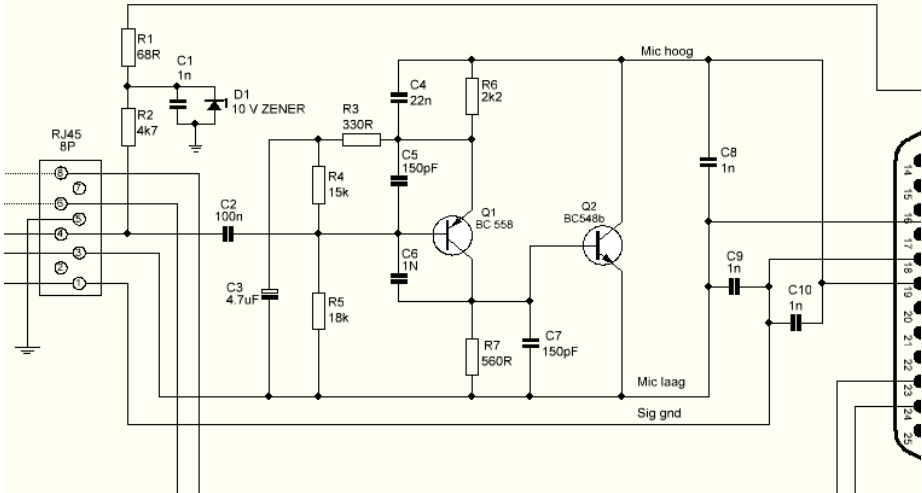 R1
68R
C1
1n
D1
10 V ZENER
R2
4k7
RJ45
8P
8
7
6
5
4
3
2
1
C2
100n
C3
4.7uF
R3
330R
R4
15k
R5
18k
C4
22n
C5
150pF
C6
1N
R6
2k2
Q1
BC 558
R7
560R
C7
150pF
Q2
BC548b
Mic hoog
Mic laag
Sig gnd
C8
1n
C9
1n
C10
1n
14
15
16
17
18
19
20
21
22
23
24
25